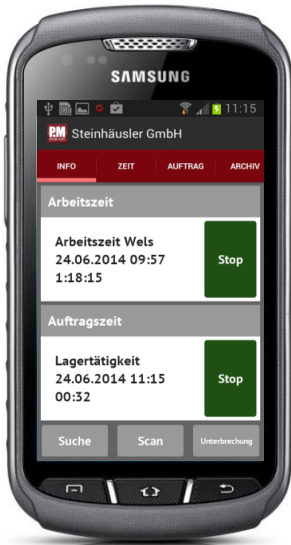 SAMSUNG
11:15
P.M Steinhäusler GmbH
INFO ZEIT AUFTRAG ARCHIV
Arbeitszeit
Arbeitszeit Wels
24.06.2014 09:57
1:18:15
Stop
Auftragszeit
Lagertätigkeit
24.06.2014 11:15
00:32
Stop
Suche Scan Unterbrechung